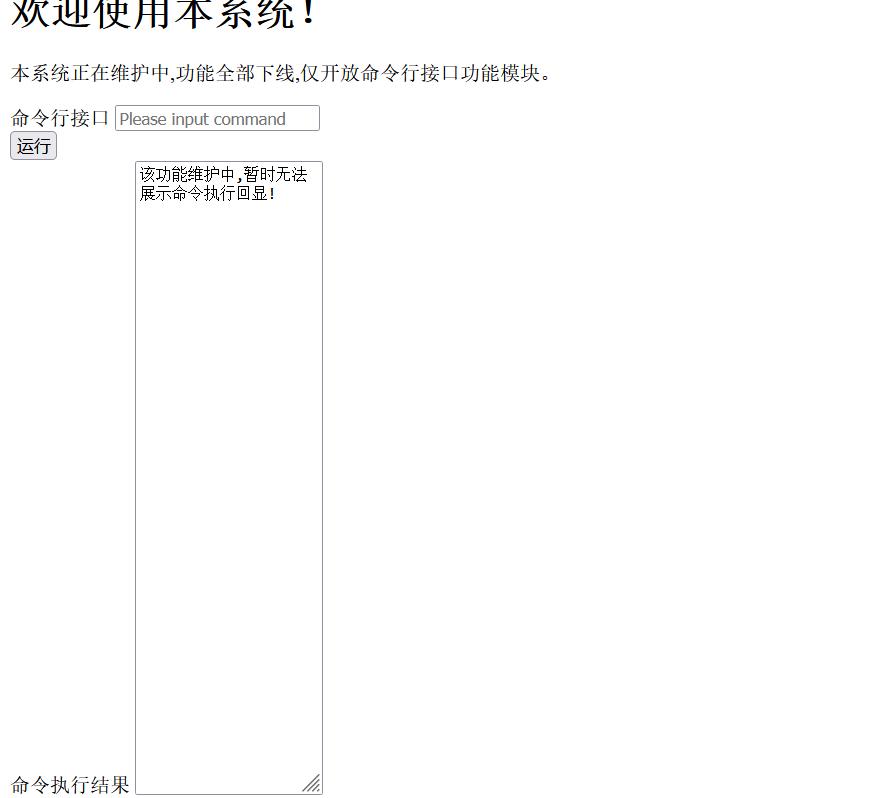 欢迎使用本系统！
本系统正在维护中,功能全部下线,仅开放命令行接口功能模块。
命令行接口 Please input command
运行
该功能维护中,暂时无法
展示命令执行回显!
命令执行结果